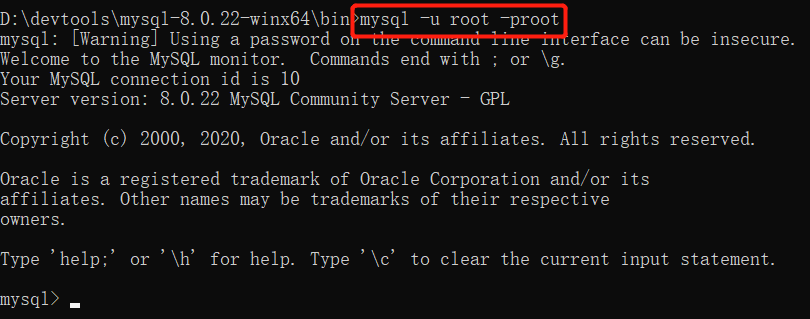 D:\devtools\mysql-8.0.22-winx64\bin>mysql -u root -proot
mysql: [Warning] Using a password on the command line interface can be insecure.
Welcome to the MySQL monitor.  Commands end with ; or \g.
Your MySQL connection id is 10
Server version: 8.0.22 MySQL Community Server - GPL
Copyright (c) 2000, 2020, Oracle and/or its affiliates. All rights reserved.
Oracle is a registered trademark of Oracle Corporation and/or its
affiliates. Other names may be trademarks of their respective
owners.
Type 'help;' or '\h' for help. Type '\c' to clear the current input statement.
mysql>